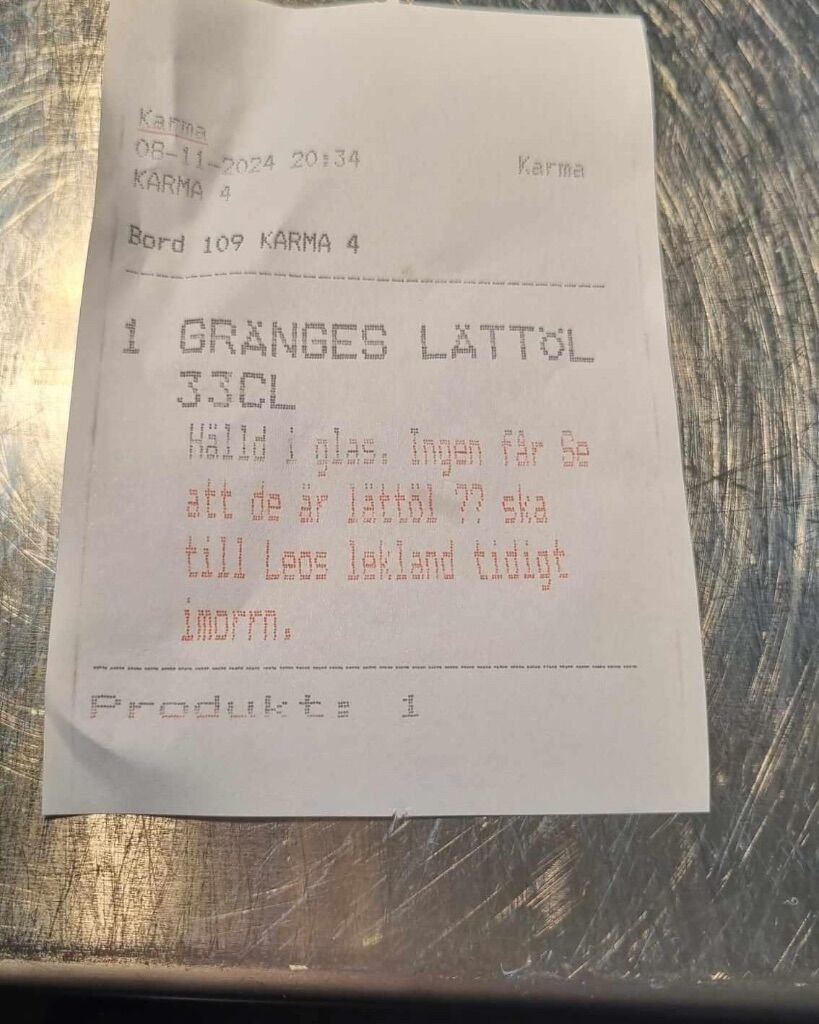 Karma
08-11-2024 20:34 Karma
KARMA 4
Bord 109 KARMA 4
1 GRÄNGES LÄTTÖL
33CL
Hälld i glas. Ingen får Se
att de är lättöl ?? ska
till Leos lekland tidigt
imorrn.
Produkt: 1